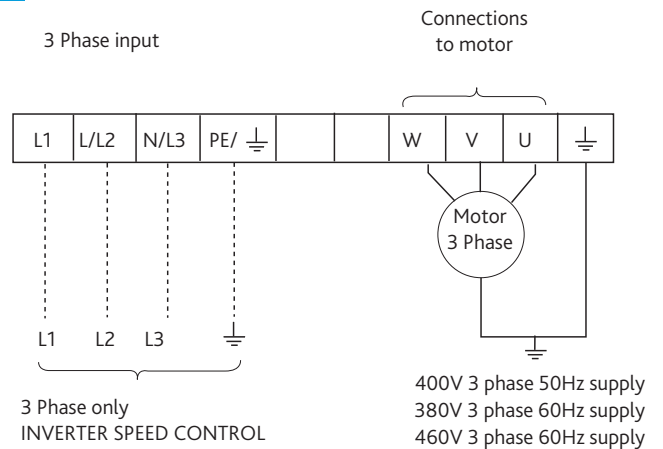 3 Phase input
Connections
to motor
L1 L/L2 N/L3 PE/ W V U
Motor
3 Phase
L1 L2 L3
3 Phase only
INVERTER SPEED CONTROL
400V 3 phase 50Hz supply
380V 3 phase 60Hz supply
460V 3 phase 60Hz supply